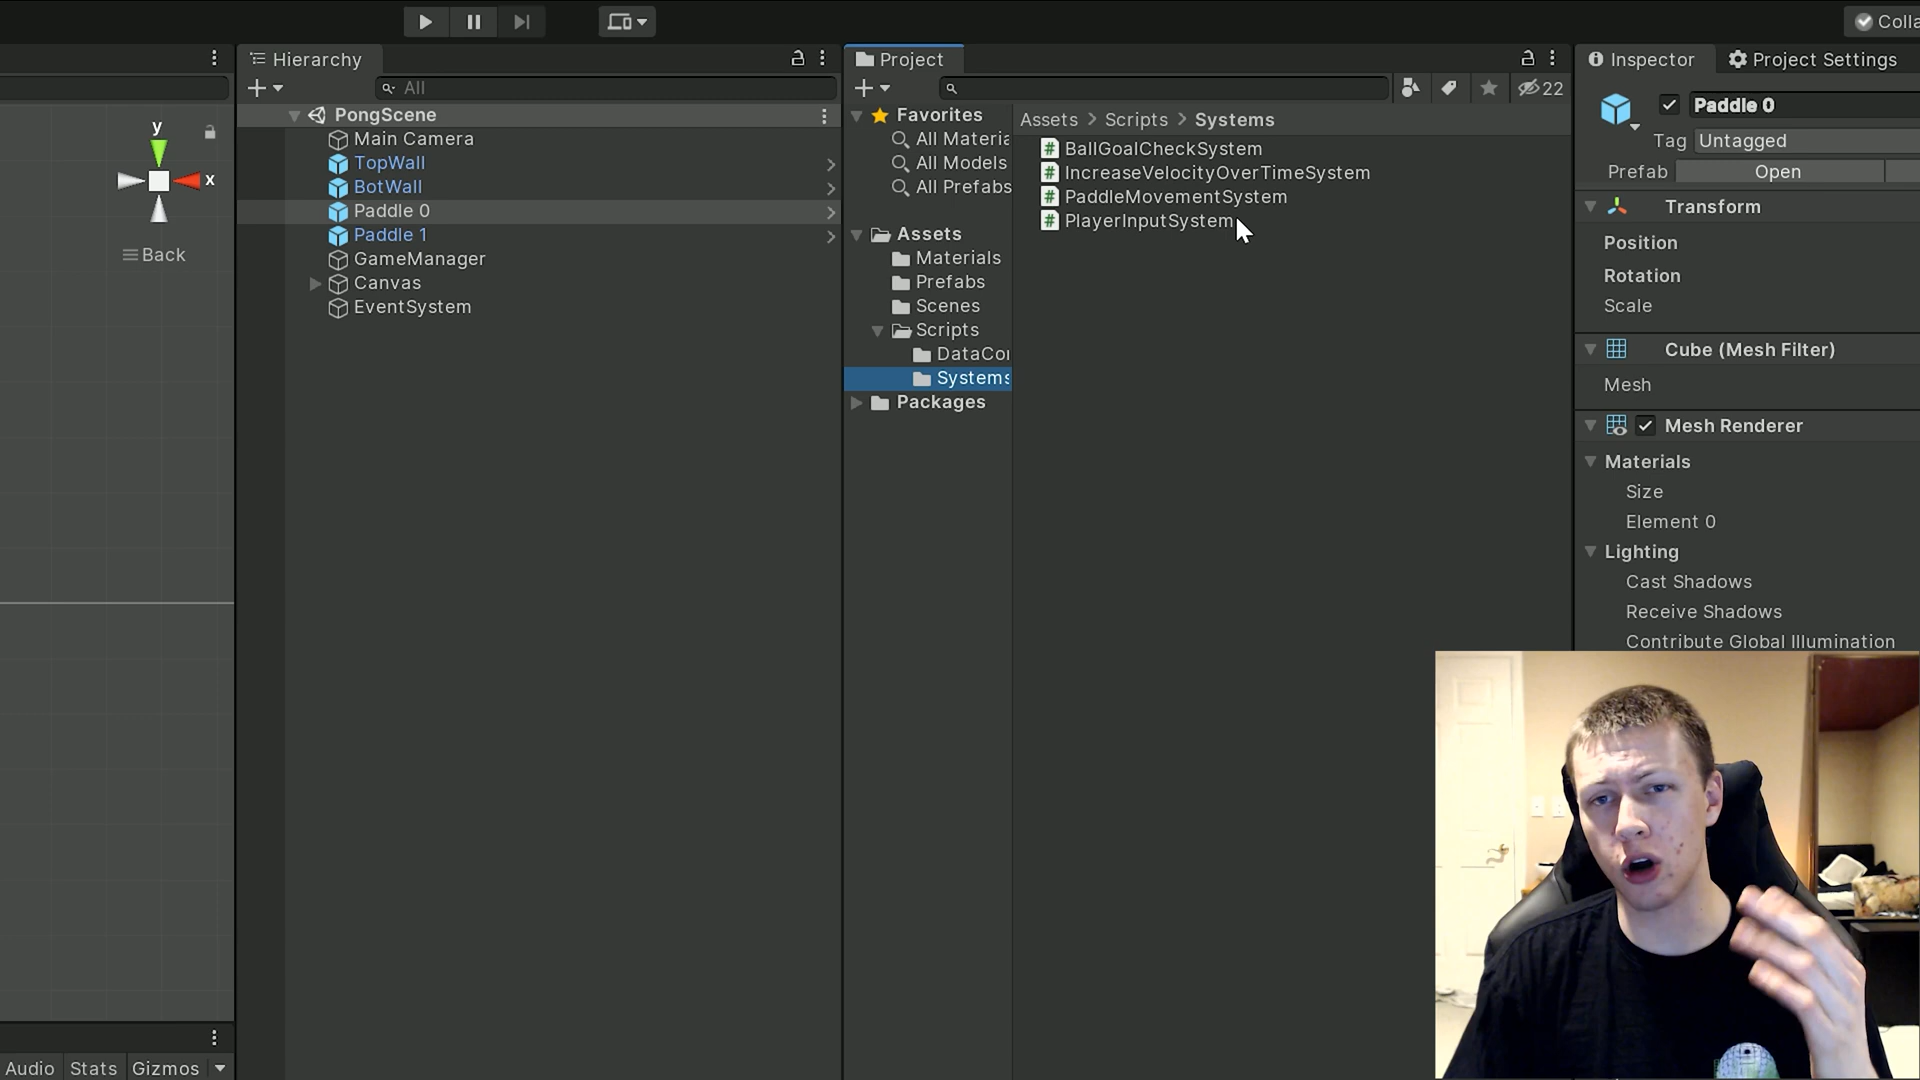 Colla
Hierarchy
All
PongScene
Main Camera
TopWall
BotWall
Paddle 0
Paddle 1
GameManager
Canvas
EventSystem
y
x
Back
Audio
Stats
Gizmos
Project
22
Favorites
All Materia
All Models
All Prefabs
Assets
Materials
Prefabs
Scenes
Scripts
DataCor
Systems
Packages
Assets > Scripts > Systems
# BallGoalCheckSystem
# IncreaseVelocityOverTimeSystem
# PaddleMovementSystem
# PlayerInputSystem
Inspector
Project Settings
Paddle 0
Tag Untagged
Prefab Open
Transform
Position
Rotation
Scale
Cube (Mesh Filter)
Mesh
Mesh Renderer
Materials
Size
Element 0
Lighting
Cast Shadows
Receive Shadows
Contribute Global Illumination